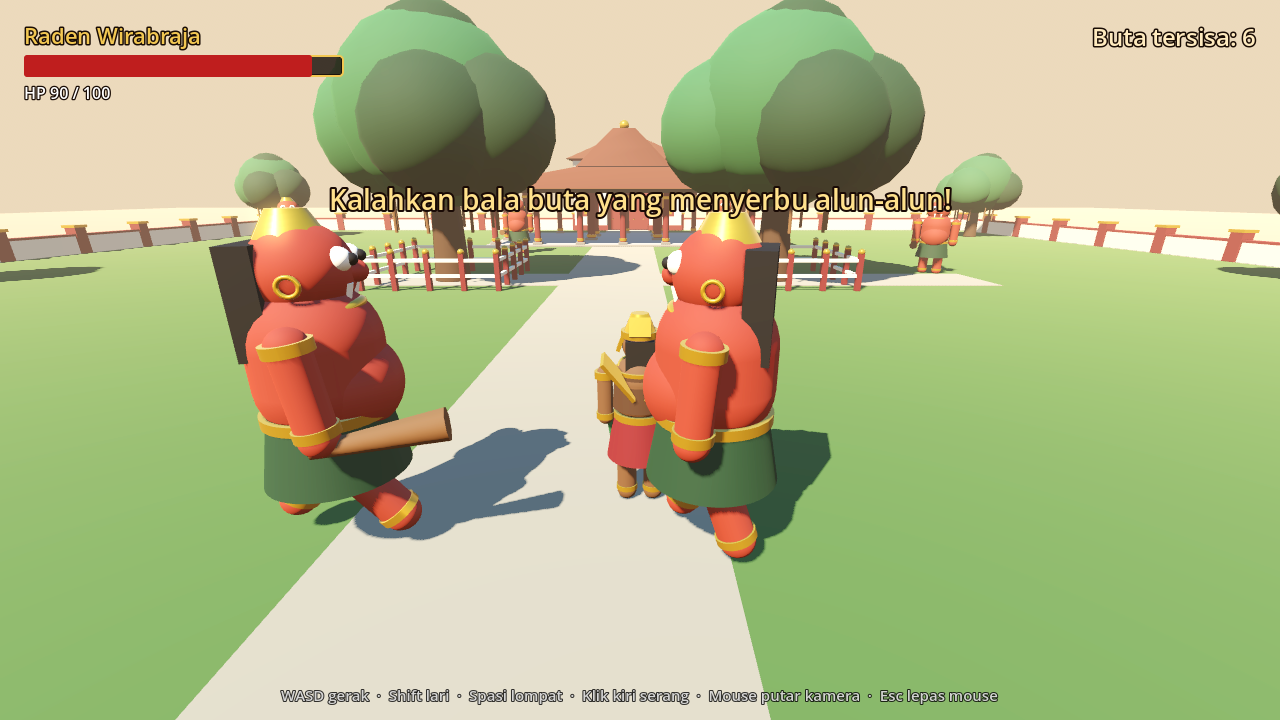 Raden Wirabraja
Buta tersisa: 6
HP 90 / 100
Kalahkan bala buta yang menyerbu alun-alun!
WASD gerak · Shift lari · Spasi lompat · Klik kiri serang · Mouse putar kamera · Esc lepas mouse